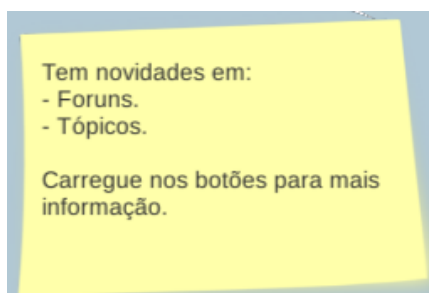 Tem novidades em:
- Foruns.
- Tópicos.
Carregue nos botões para mais
informação.